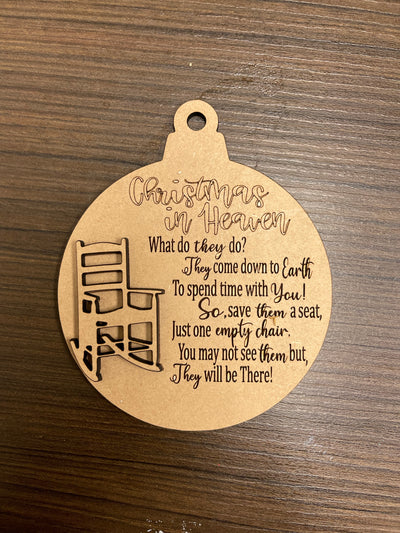 Christmas
in Heaven
What do they do?
They come down to Earth
To spend time with You!
So, save them a seat,
Just one empty chair.
You may not see them but,
They will be There!